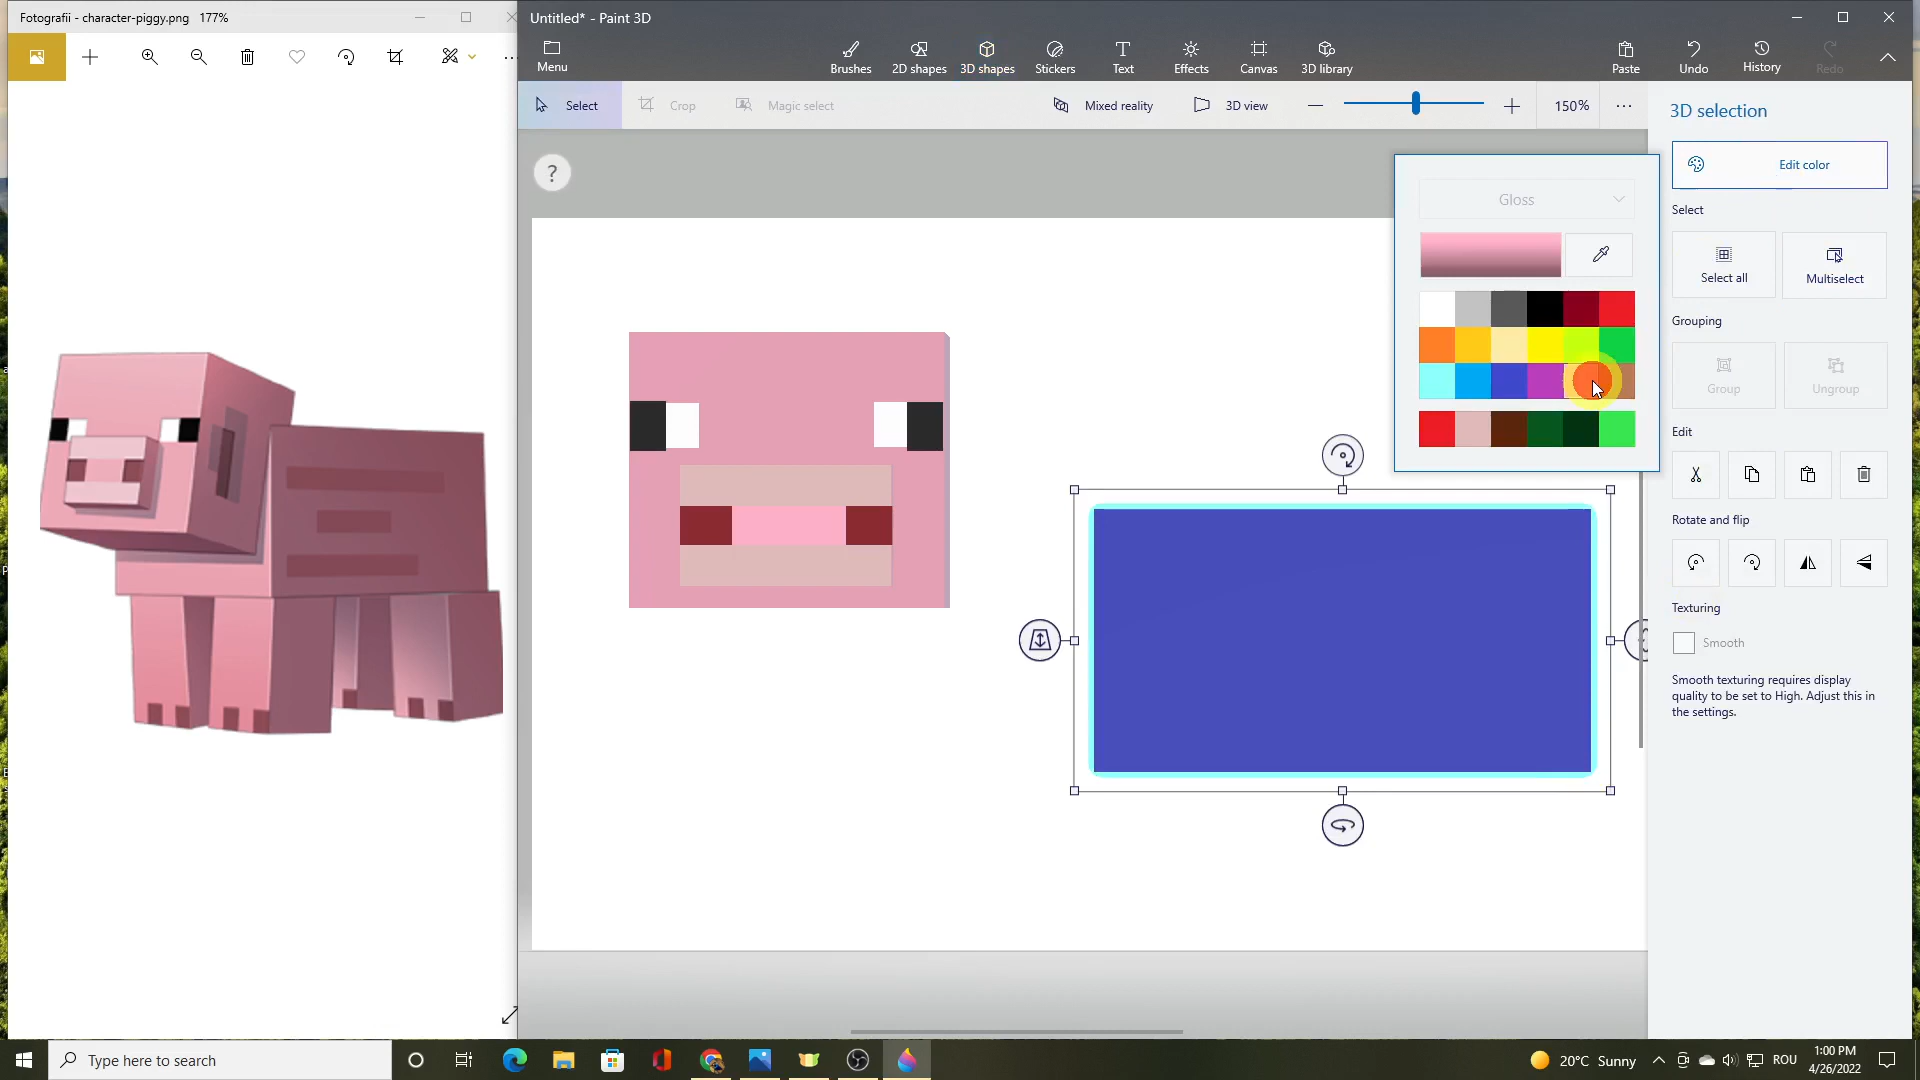 Fotografii - character-piggy.png 177%
Untitled* - Paint 3D
Menu
Brushes
2D shapes
3D shapes
Stickers
Text
Effects
Canvas
3D library
Paste
Undo
History
Redo
Select
Crop
Magic select
Mixed reality
3D view
150%
?
Gloss
3D selection
Edit color
Select
Select all
Multiselect
Grouping
Group
Ungroup
Edit
Rotate and flip
Texturing
Smooth
Smooth texturing requires display
quality to be set to High. Adjust this in
the settings.
Type here to search
20°C Sunny
ROU
1:00 PM
4/26/2022